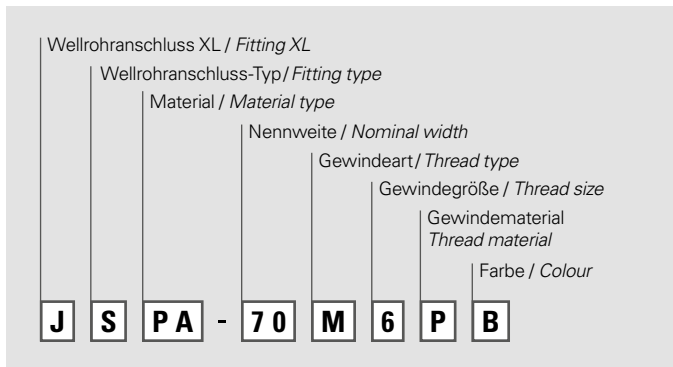 Wellrohranschluss XL / Fitting XL
Wellrohranschluss-Typ/Fitting type
Material / Material type
Nennweite / Nominal width
Gewindeart/Thread type
Gewindegröße / Thread size
Gewindematerial
Thread material
Farbe / Colour
J S PA - 70 M 6 P B